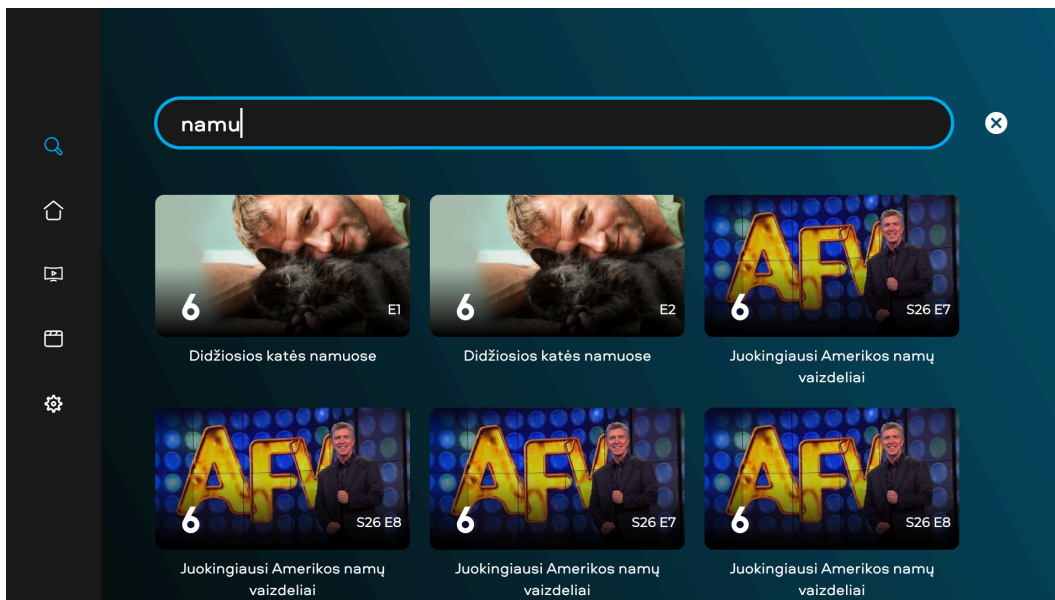 namu
6 E1
6 E2
AFV
6 S26 E7
Didžiosios katės namuose
Didžiosios katės namuose
Juokingiausi Amerikos namų
vaizdeliai
AFV
6 S26 E8
AFV
6 S26 E7
AFV
6 S26 E8
Juokingiausi Amerikos namų
vaizdeliai
Juokingiausi Amerikos namų
vaizdeliai
Juokingiausi Amerikos namų
vaizdeliai